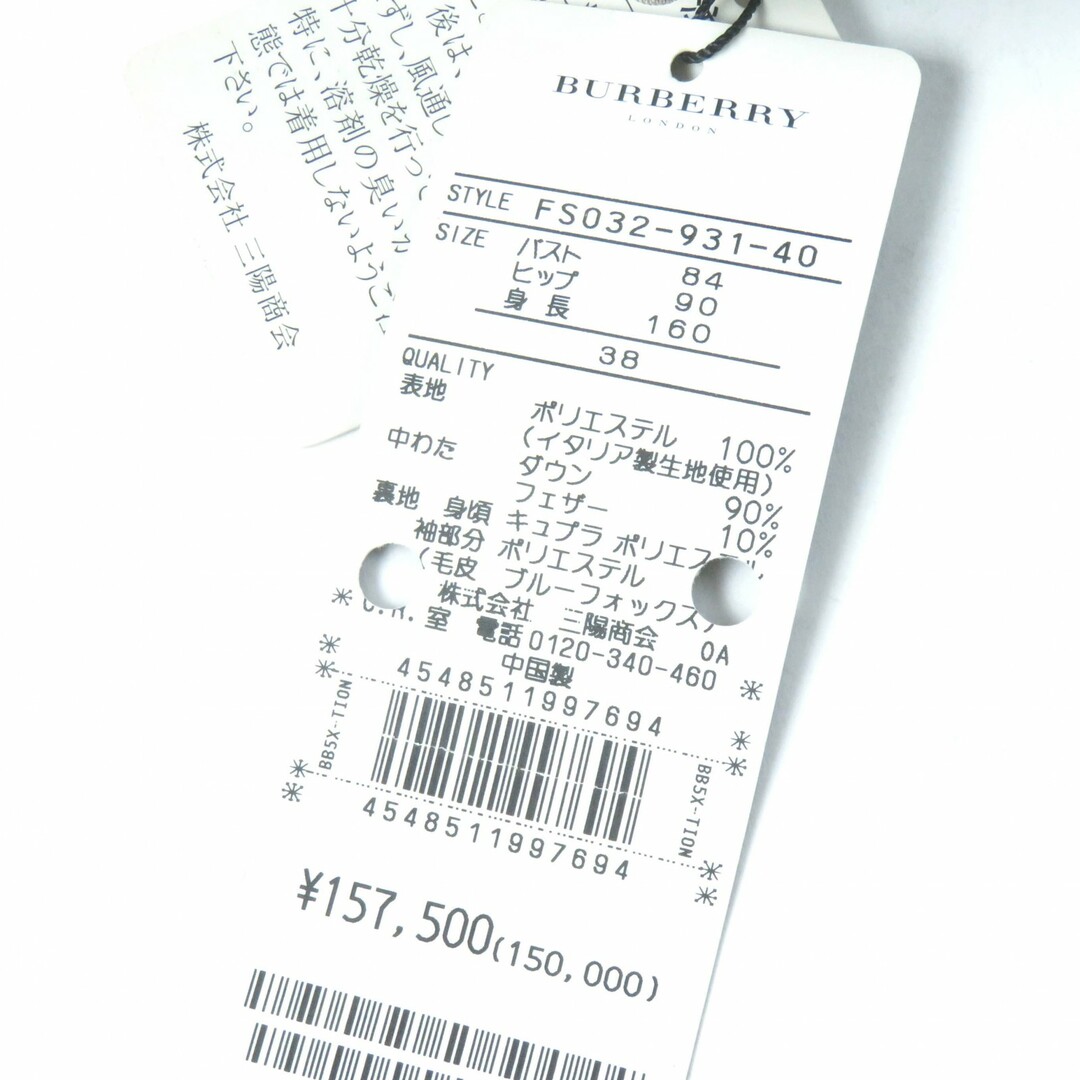 後は、
ずし、風通し
十分乾燥を行っ
特に、溶剤の臭い
態では着用しないよう
下さい。
株式会社 三陽商会
BURBERRY
LONDON
STYLE FS032-931-40
SIZE バスト 84
ヒップ 90
身長 160
38
QUALITY
表地 ポリエステル 100%
(イタリア製生地使用)
中わた ダウン 90%
フェザー 10%
裏地 身頃 キュプラ ポリエステル
袖部分 ポリエステル
(毛皮 ブルーフォックス)
株式会社 三陽商会 0A
室 電話0120-340-460
中国製
4548511997694
BB5X-TION
BB5X-TION
4548511997694
¥157,500(150,000)